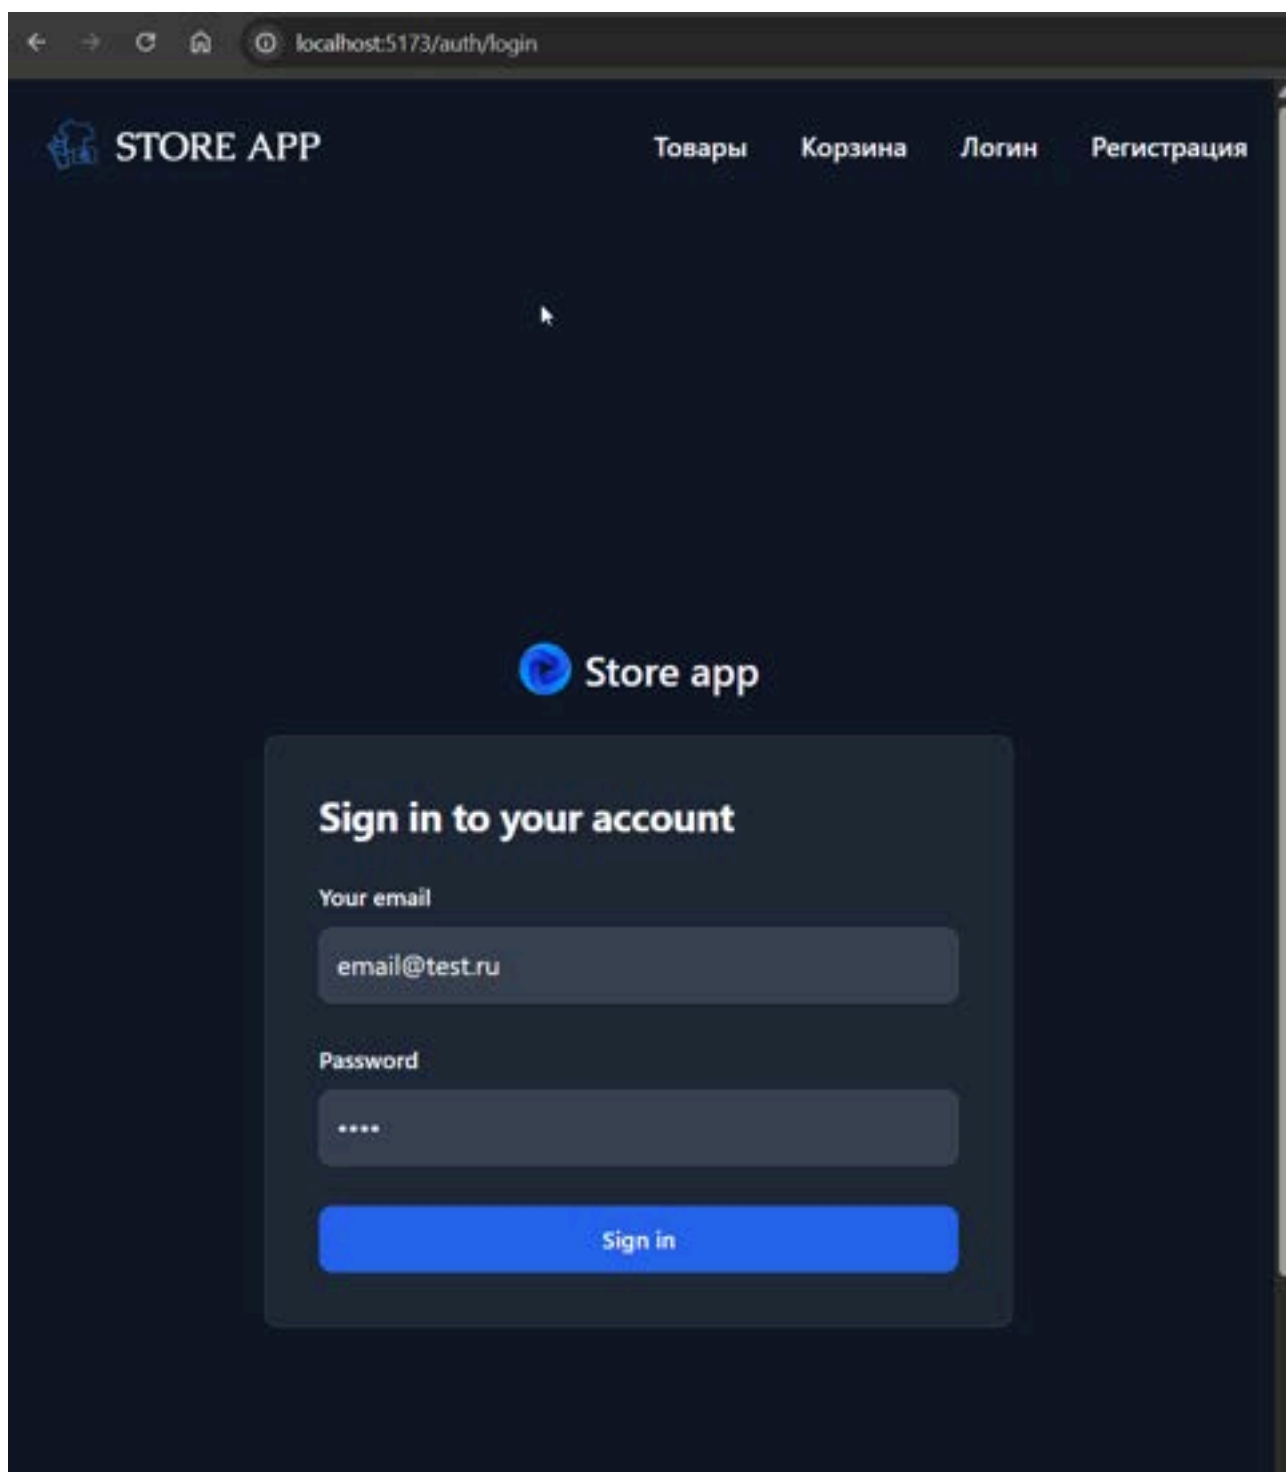 localhost:5173/auth/login
STORE APP Товары Корзина Логин Регистрация
Store app
Sign in to your account
Your email
email@test.ru
Password
••••
Sign in